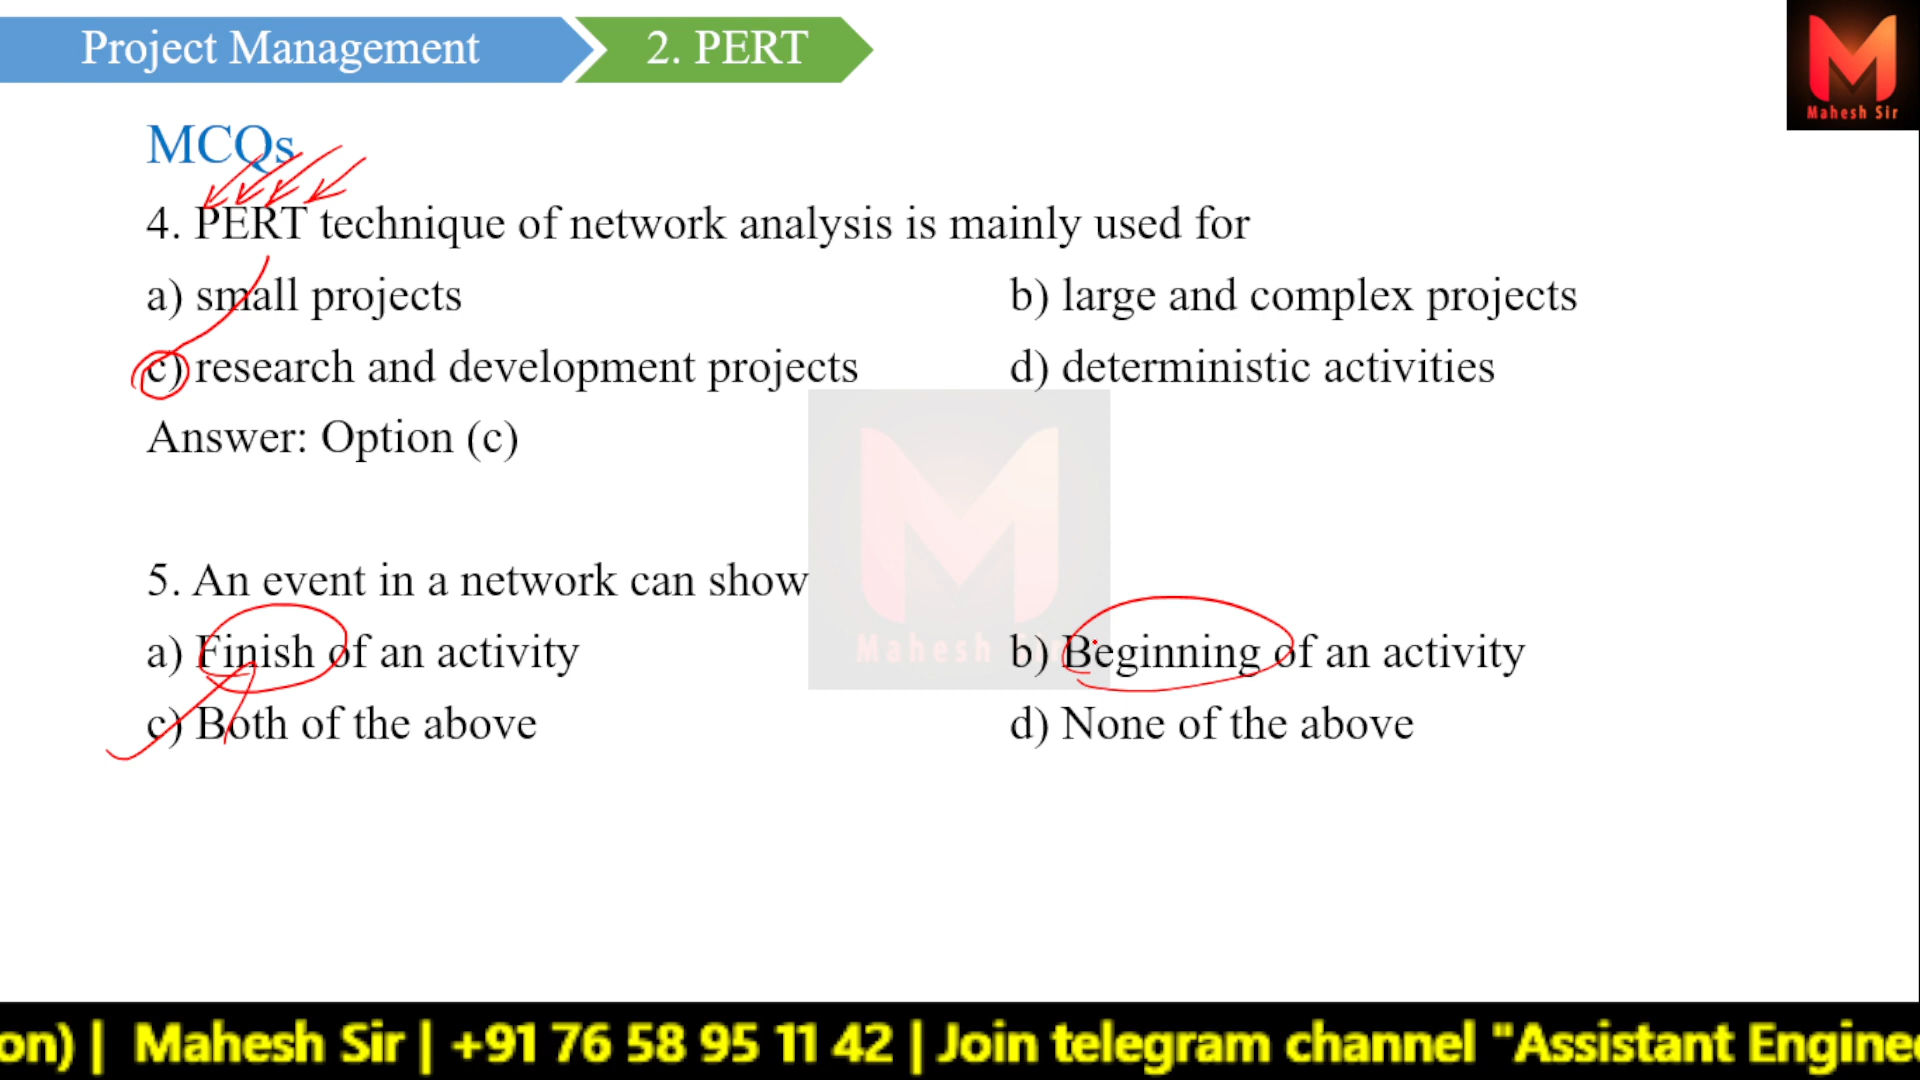 Project Management
2. PERT
Mahesh Sir
MCQs
4. PERT technique of network analysis is mainly used for
a) small projects
b) large and complex projects
c) research and development projects
d) deterministic activities
Answer: Option (c)
5. An event in a network can show
a) Finish of an activity
b) Beginning of an activity
c) Both of the above
d) None of the above
on) | Mahesh Sir | +91 76 58 95 11 42 | Join telegram channel "Assistant Enginee